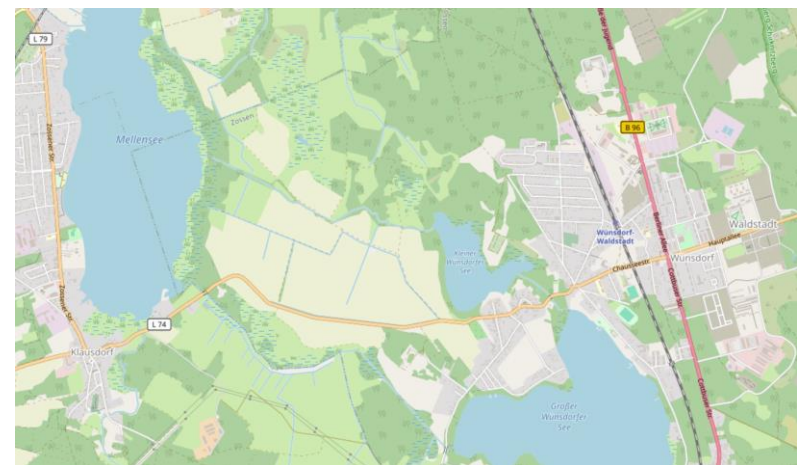 L 79
Zossener Str.
Mellensee
Zossen
B 96
Waldstadt
Wünsdorf-
Waldstadt
Berliner Allee
Hauptallee
Wünsdorf
Chausseestr.
Kleiner
Wünsdorfer
See
Zossener Str.
L 74
Klausdorf
Großer
Wünsdorfer
See